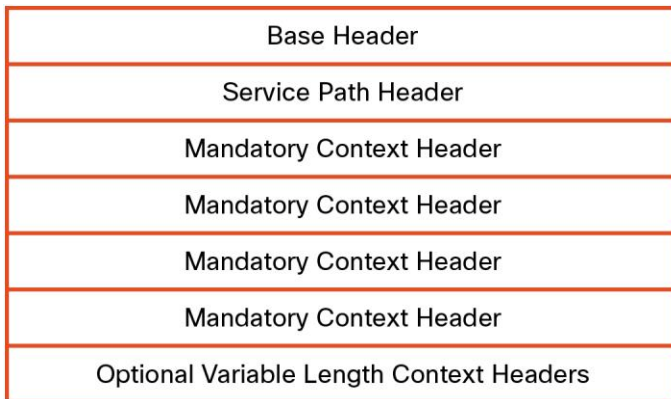 Base Header
Service Path Header
Mandatory Context Header
Mandatory Context Header
Mandatory Context Header
Mandatory Context Header
Optional Variable Length Context Headers